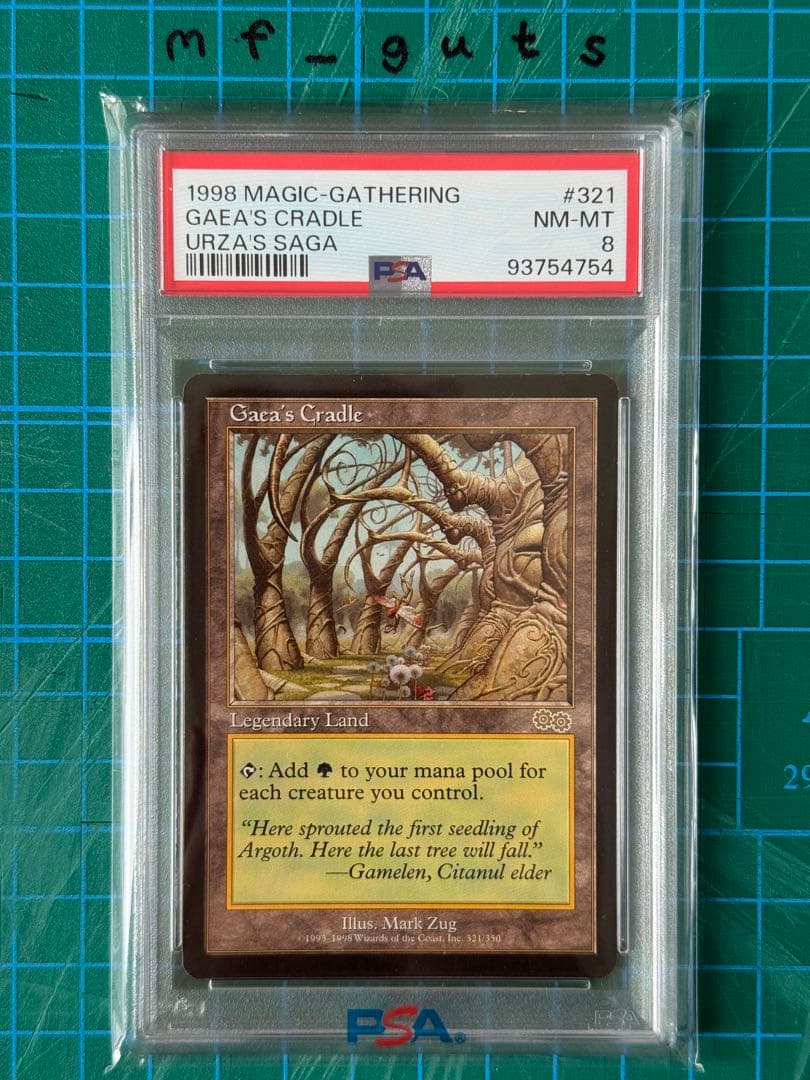 mf_guts
1998 MAGIC-GATHERING #321
GAEA'S CRADLE NM-MT
URZA'S SAGA 8
PSA 93754754
Gaea's Cradle
Legendary Land
: Add to your mana pool for
each creature you control.
“Here sprouted the first seedling of
Argoth. Here the last tree will fall.”
—Gamelen, Citanul elder
Illus. Mark Zug
©1993-1998 Wizards of the Coast, Inc. 321/350
PSA®
PSA
29